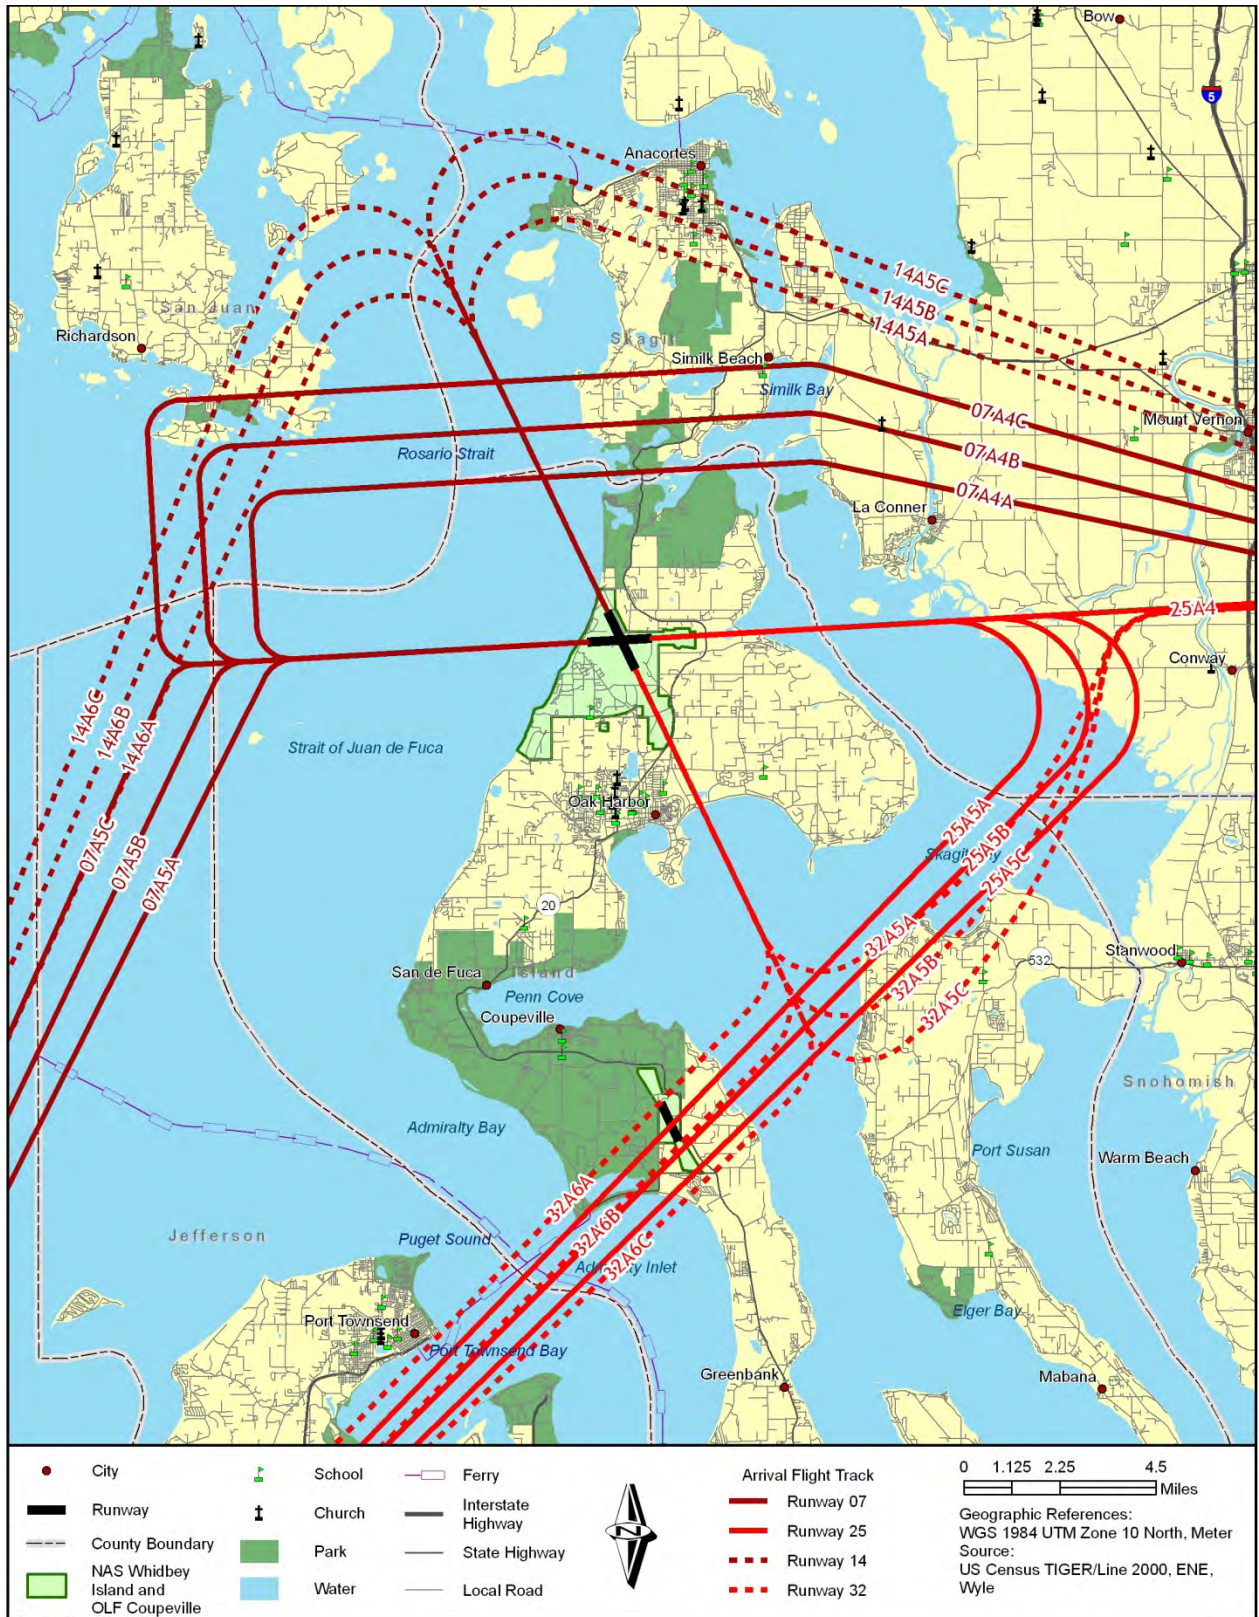 Bow
5
Anacortes
San Juan
Richardson
Skagit
Similk Beach
Similk Bay
14A5C
14A5B
14A5A
07A4C
Mount Vernon
07A4B
07A4A
Rosario Strait
La Conner
25A4
Conway
14A6C
14A6B
14A6A
Strait of Juan de Fuca
07A5C
07A5B
07A5A
Oak Harbor
25A5A
25A5B
25A5C
20
32A5A
32A5B
32A5C
532
Stanwood
San de Fuca
Island
Penn Cove
Coupeville
Snohomish
Admiralty Bay
Port Susan
Warm Beach
32A6A
32A6B
32A6C
Jefferson
Puget Sound
Admiralty Inlet
Elger Bay
Port Townsend
Port Townsend Bay
Greenbank
Mabana
City
Runway
County Boundary
NAS Whidbey
Island and
OLF Coupeville
School
Church
Park
Water
Ferry
Interstate
Highway
State Highway
Local Road
N
Arrival Flight Track
Runway 07
Runway 25
Runway 14
Runway 32
0 1.125 2.25 4.5
Miles
Geographic References:
WGS 1984 UTM Zone 10 North, Meter
Source:
US Census TIGER/Line 2000, ENE,
Wyle